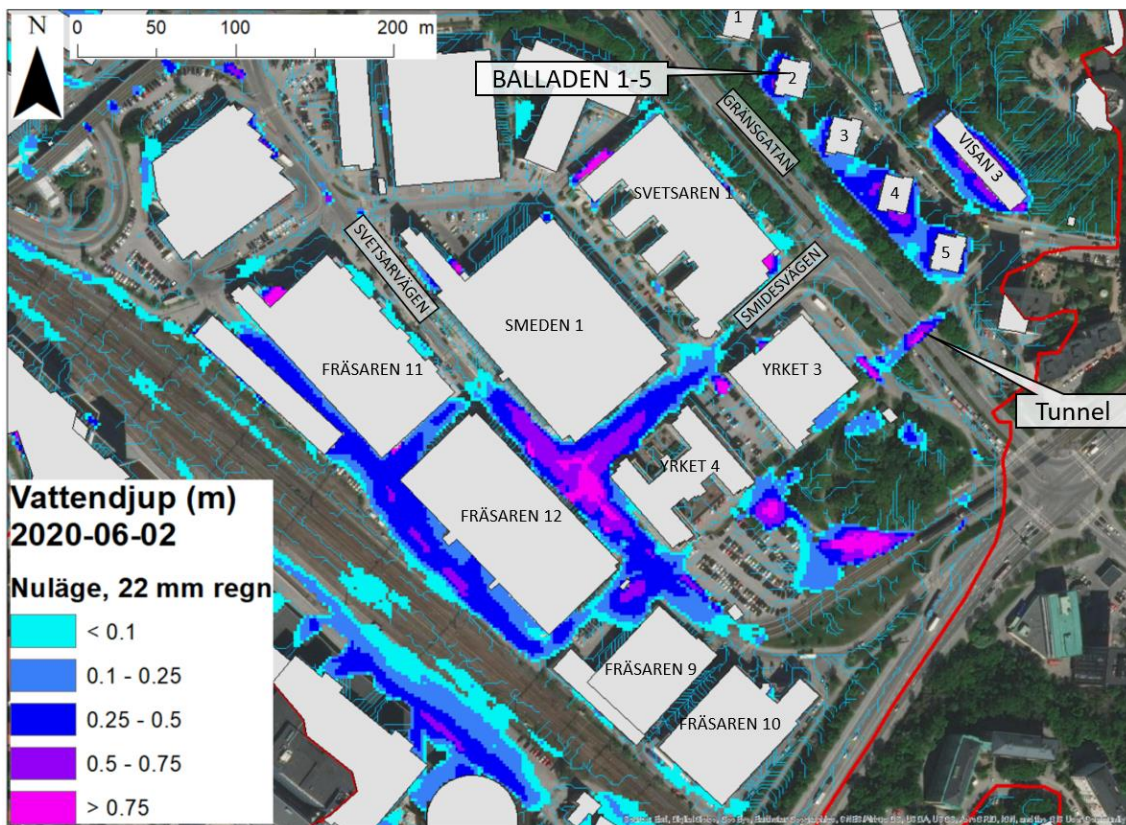 N
0 50 100 200 m
1
BALLADEN 1-5
2
GRÄNSGATAN
3
VISAN 3
4
SVETSAREN 1
5
SVETSARVÄGEN
SMIDESVÄGEN
SMEDEN 1
FRÄSAREN 11
YRKET 3
Tunnel
YRKET 4
Vattendjup (m)
2020-06-02
FRÄSAREN 12
Nuläge, 22 mm regn
< 0.1
0.1 - 0.25
0.25 - 0.5
0.5 - 0.75
> 0.75
FRÄSAREN 9
FRÄSAREN 10